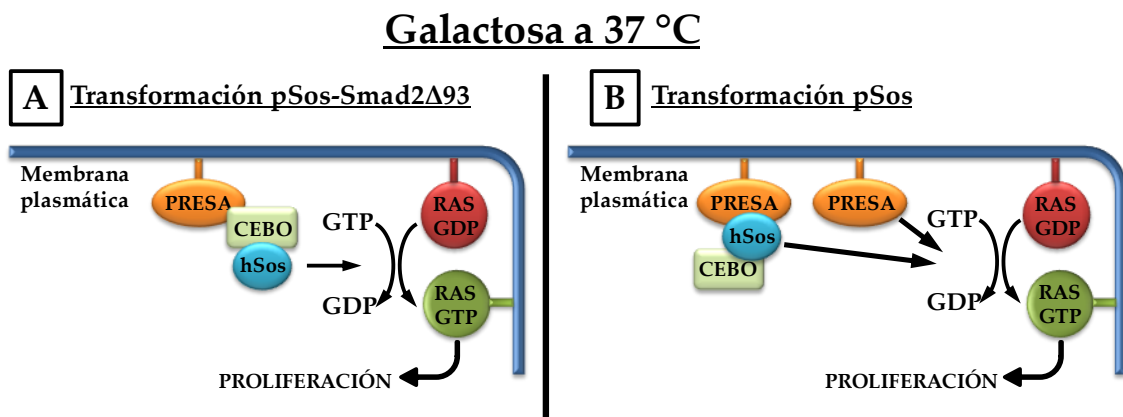 Galactosa a 37 °C
A
Transformación pSos-Smad2Δ93
Membrana
plasmática
PRESA
CEBO
hSos
GTP
GDP
RAS
GDP
RAS
GTP
PROLIFERACIÓN
B
Transformación pSos
Membrana
plasmática
PRESA
PRESA
hSos
CEBO
GTP
GDP
RAS
GDP
RAS
GTP
PROLIFERACIÓN